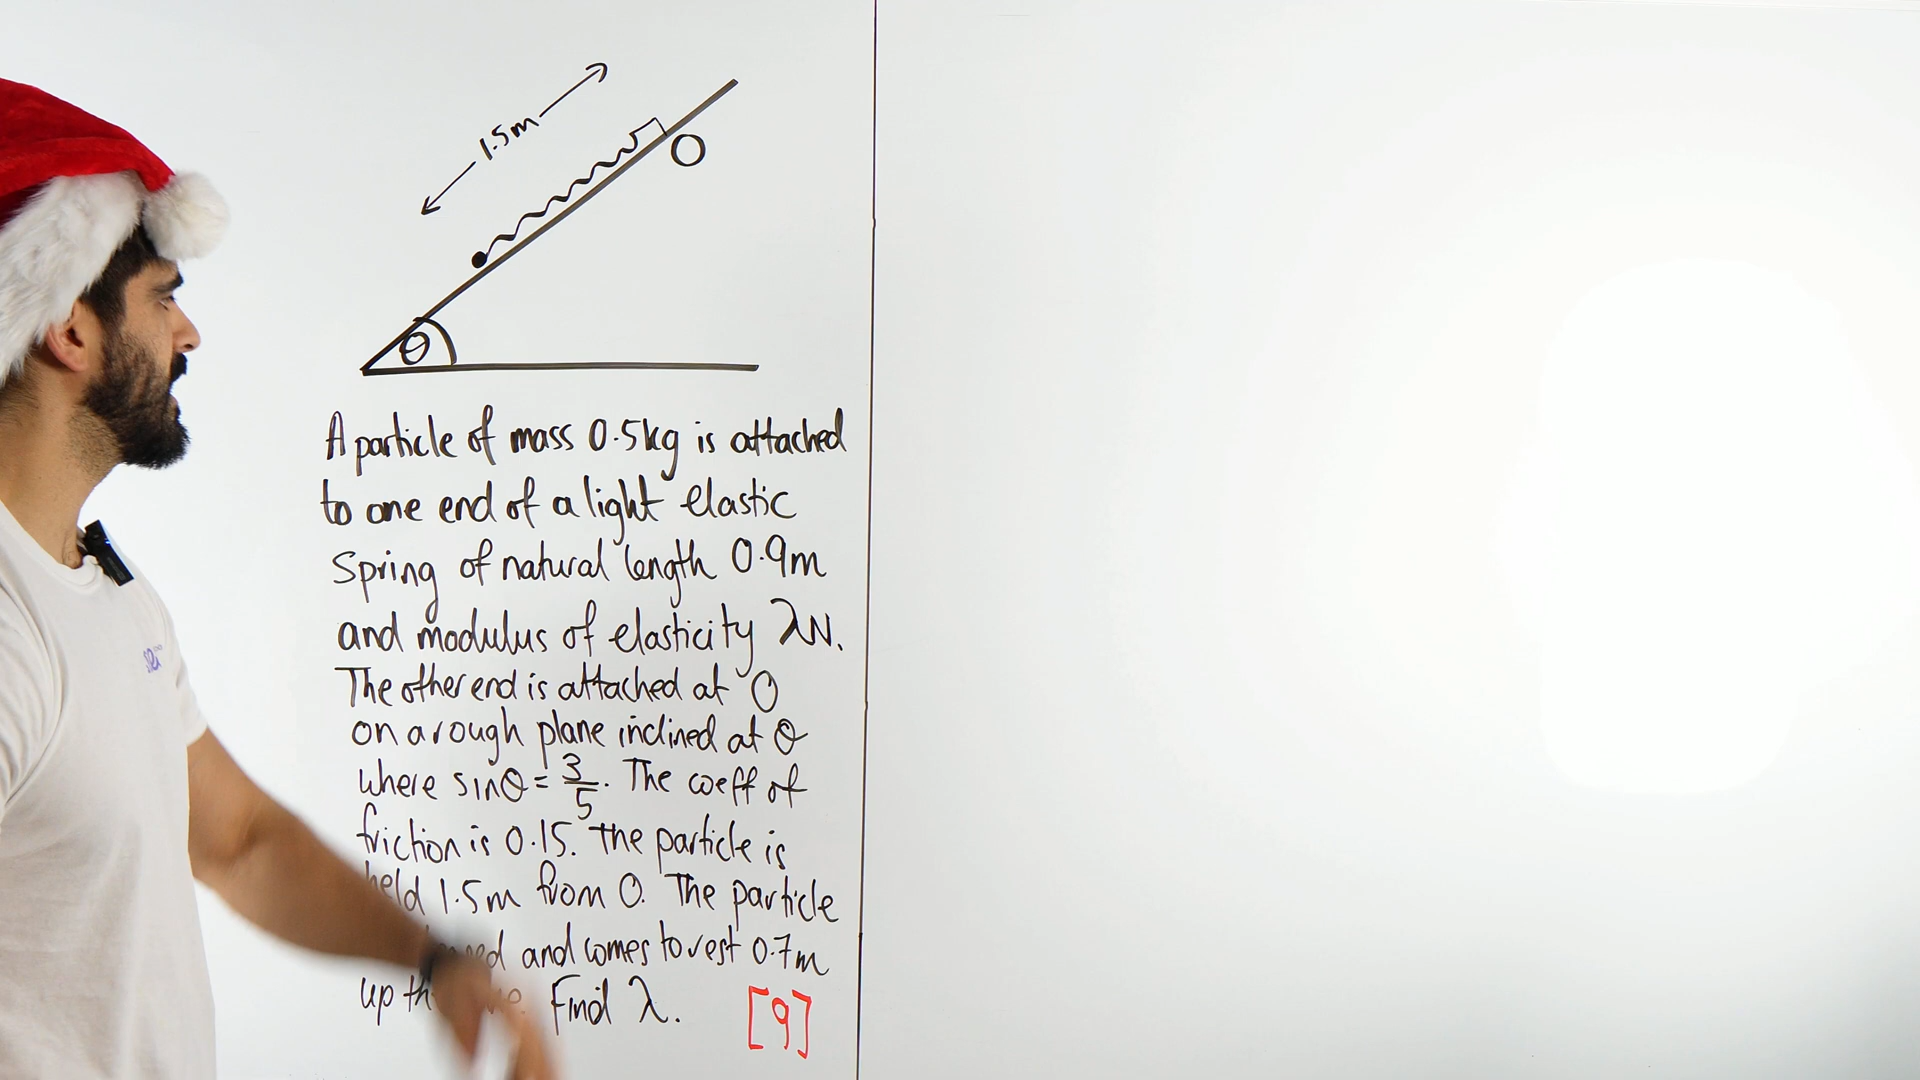 1.5m
O
θ
A particle of mass 0.5kg is attached
to one end of a light elastic
spring of natural length 0.9m
and modulus of elasticity λN.
The other end is attached at O
on a rough plane inclined at θ
where sinθ = 3/5. The coeff of
friction is 0.15. The particle is
held 1.5m from O. The particle
and comes to rest 0.7m
up Find λ.
[9]